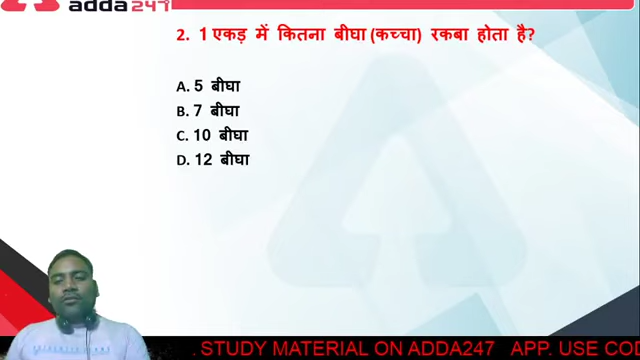 adda247
2. 1 एकड़ में कितना बीघा (कच्चा) रकबा होता है?
A. 5 बीघा
B. 7 बीघा
C. 10 बीघा
D. 12 बीघा
. STUDY MATERIAL ON ADDA247 APP. USE COD